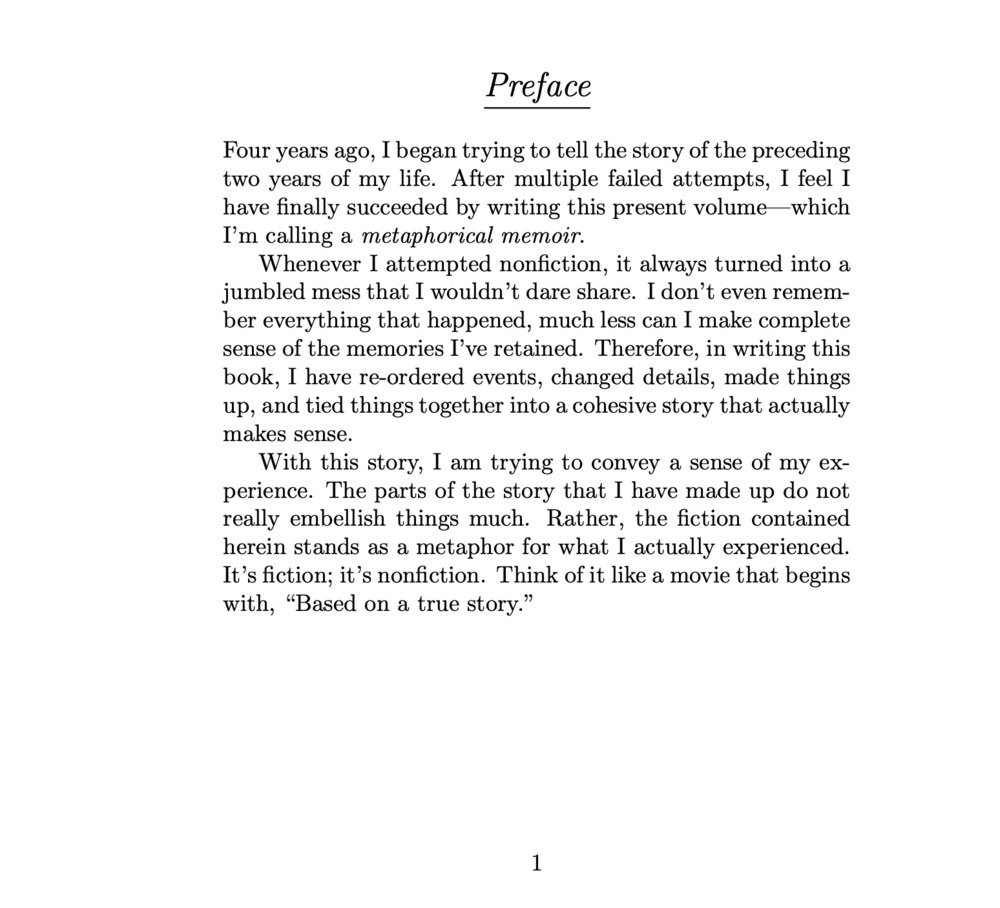 Preface
Four years ago, I began trying to tell the story of the preceding
two years of my life. After multiple failed attempts, I feel I
have finally succeeded by writing this present volume—which
I'm calling a metaphorical memoir.
Whenever I attempted nonfiction, it always turned into a
jumbled mess that I wouldn't dare share. I don't even remem-
ber everything that happened, much less can I make complete
sense of the memories I've retained. Therefore, in writing this
book, I have re-ordered events, changed details, made things
up, and tied things together into a cohesive story that actually
makes sense.
With this story, I am trying to convey a sense of my ex-
perience. The parts of the story that I have made up do not
really embellish things much. Rather, the fiction contained
herein stands as a metaphor for what I actually experienced.
It's fiction; it's nonfiction. Think of it like a movie that begins
with, “Based on a true story.”
1